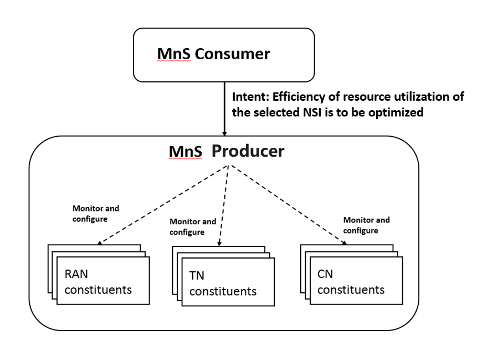 MnS Consumer
Intent: Efficiency of resource utilization of
the selected NSI is to be optimized
MnS Producer
Monitor and
configure
Monitor and
configure
Monitor and
configure
RAN
constituents
TN
constituents
CN
constituents